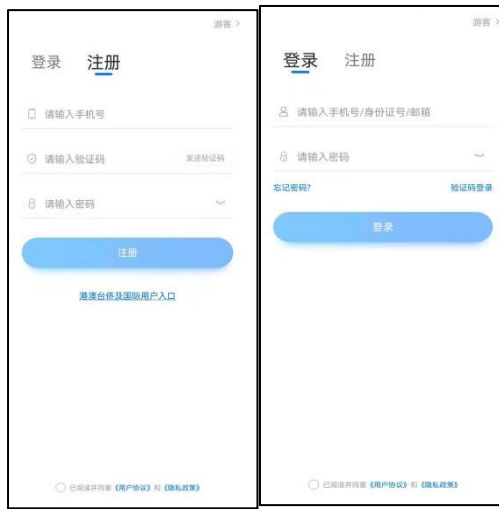 游客 >
登录 注册
请输入手机号
请输入验证码 发送验证码
请输入密码
注册
港澳台侨及国际用户入口
已阅读并同意《用户协议》和《隐私政策》
游客 >
登录 注册
请输入手机号/身份证号/邮箱
请输入密码
忘记密码? 验证码登录
登录
已阅读并同意《用户协议》和《隐私政策》